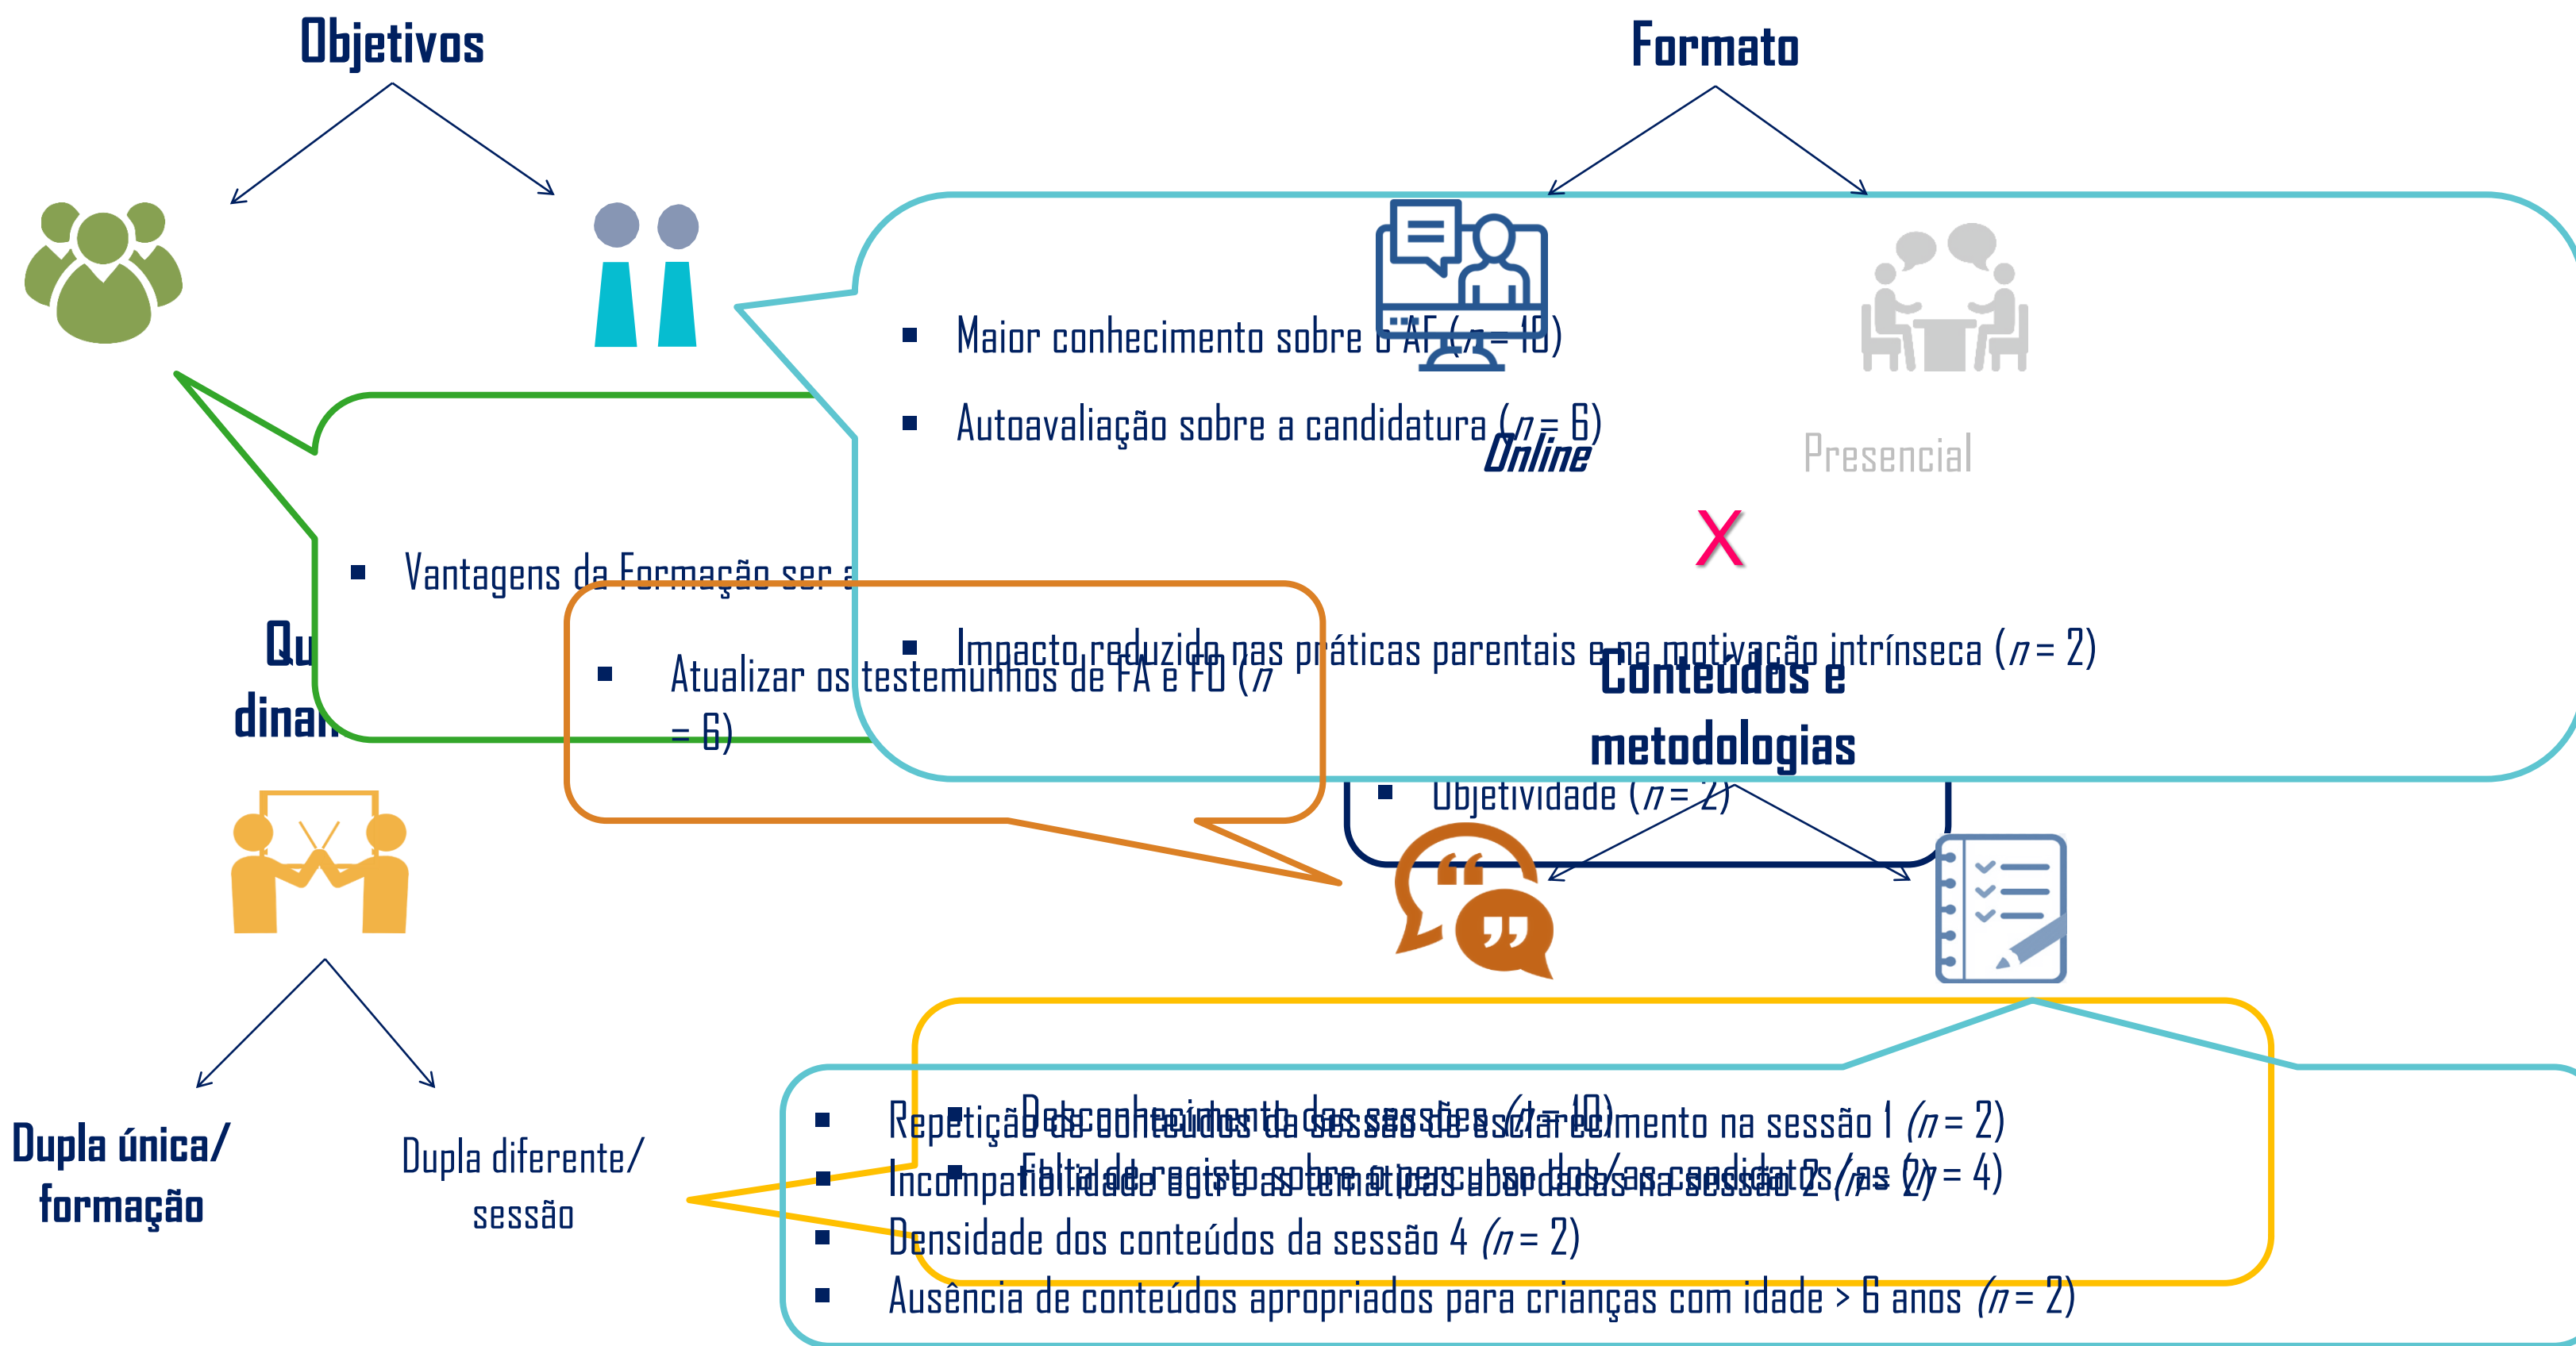 Objetivos
Formato
▪ Maior conhecimento sobre o AF (n = 10)
▪ Autoavaliação sobre a candidatura (n = 6)
Online
Presencial
X
▪ Vantagens da Formação ser a
▪ Impacto reduzido nas práticas parentais e na motivação intrínseca (n = 2)
▪ Atualizar os testemunhos de FA e FO (n
= 6)
Conteúdos e
metodologias
▪ Objetividade (n = 2)
Dupla única/
formação
Dupla diferente/
sessão
▪ Desconhecimento das sessões (n = 10)
▪ Falta de registo sobre o percurso dos/as candidatos/as (n = 4)
▪ Repetição de conteúdos da sessão de esclarecimento na sessão 1 (n = 2)
▪ Incompatibilidade entre as temáticas abordadas na sessão 2 (n = 2)
▪ Densidade dos conteúdos da sessão 4 (n = 2)
▪ Ausência de conteúdos apropriados para crianças com idade > 6 anos (n = 2)